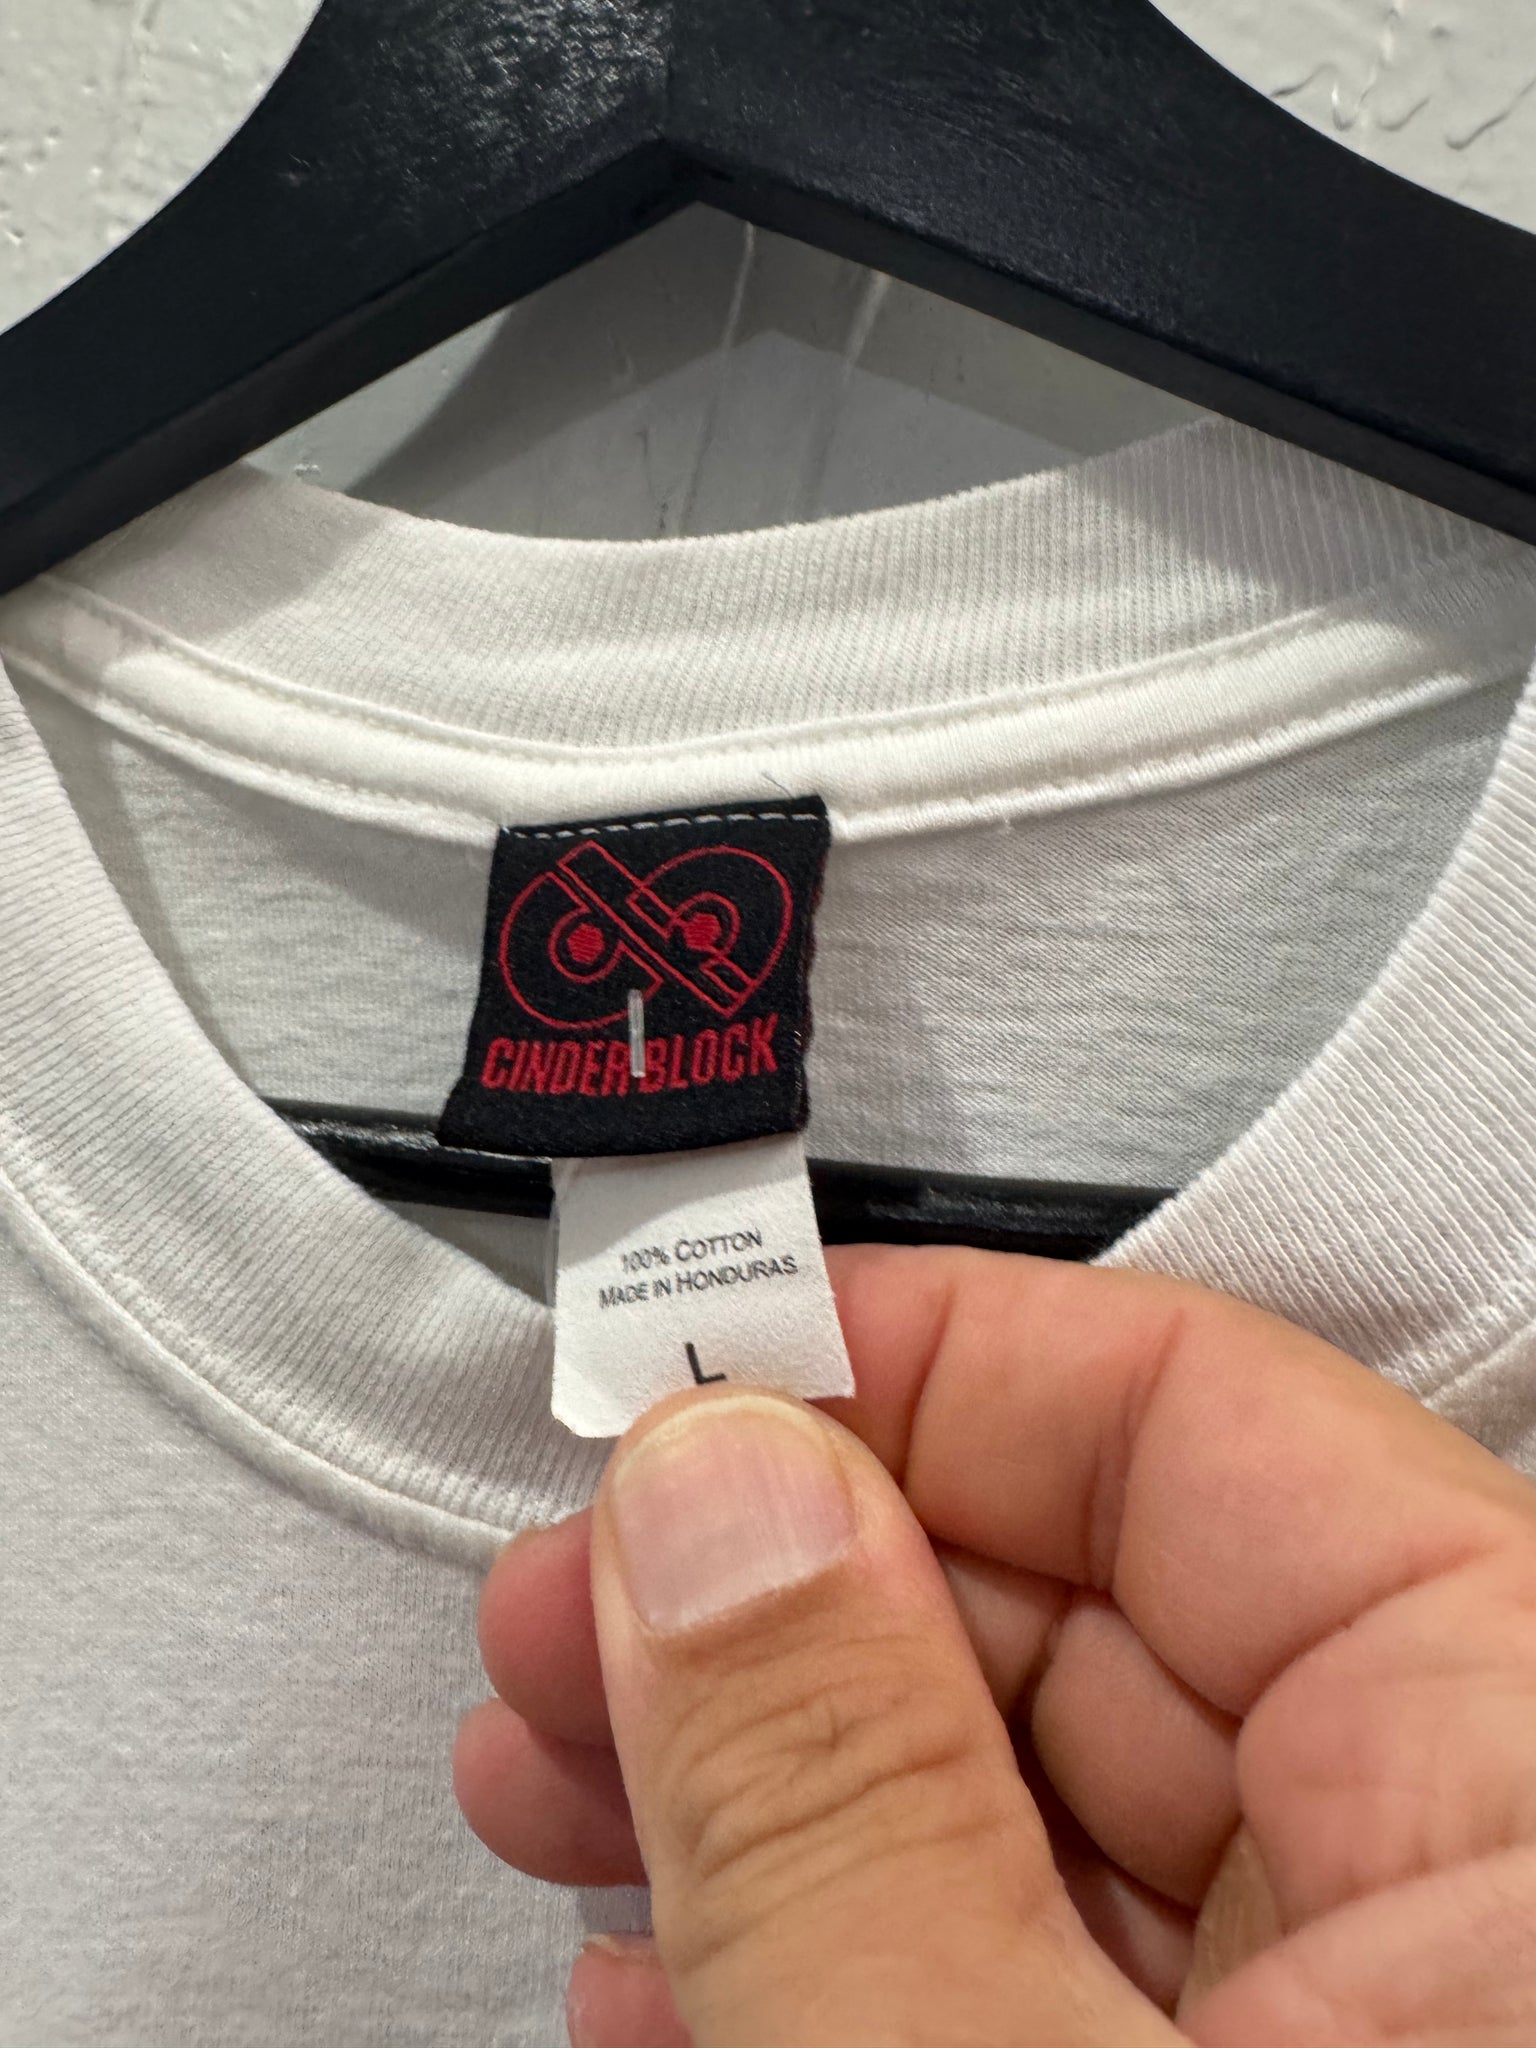 CINDER BLOCK
100% COTTON
MADE IN HONDURAS
L